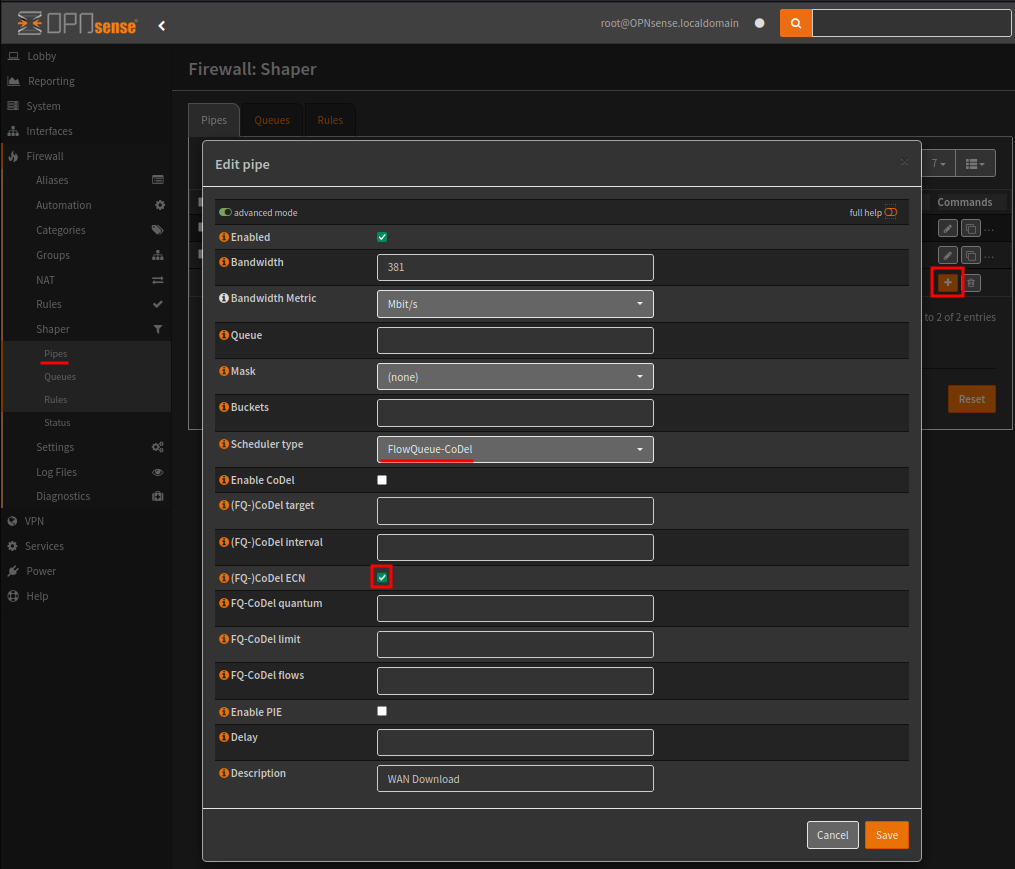 OPNsense
root@OPNsense.localdomain
Lobby
Reporting
System
Interfaces
Firewall
Aliases
Automation
Categories
Groups
NAT
Rules
Shaper
Pipes
Queues
Rules
Status
Settings
Log Files
Diagnostics
VPN
Services
Power
Help
Firewall: Shaper
Pipes Queues Rules
7
Commands
...
...
to 2 of 2 entries
Reset
Edit pipe
advanced mode full help
Enabled
Bandwidth 381
Bandwidth Metric Mbit/s
Queue
Mask (none)
Buckets
Scheduler type FlowQueue-CoDel
Enable CoDel
(FQ-)CoDel target
(FQ-)CoDel interval
(FQ-)CoDel ECN
FQ-CoDel quantum
FQ-CoDel limit
FQ-CoDel flows
Enable PIE
Delay
Description WAN Download
Cancel Save